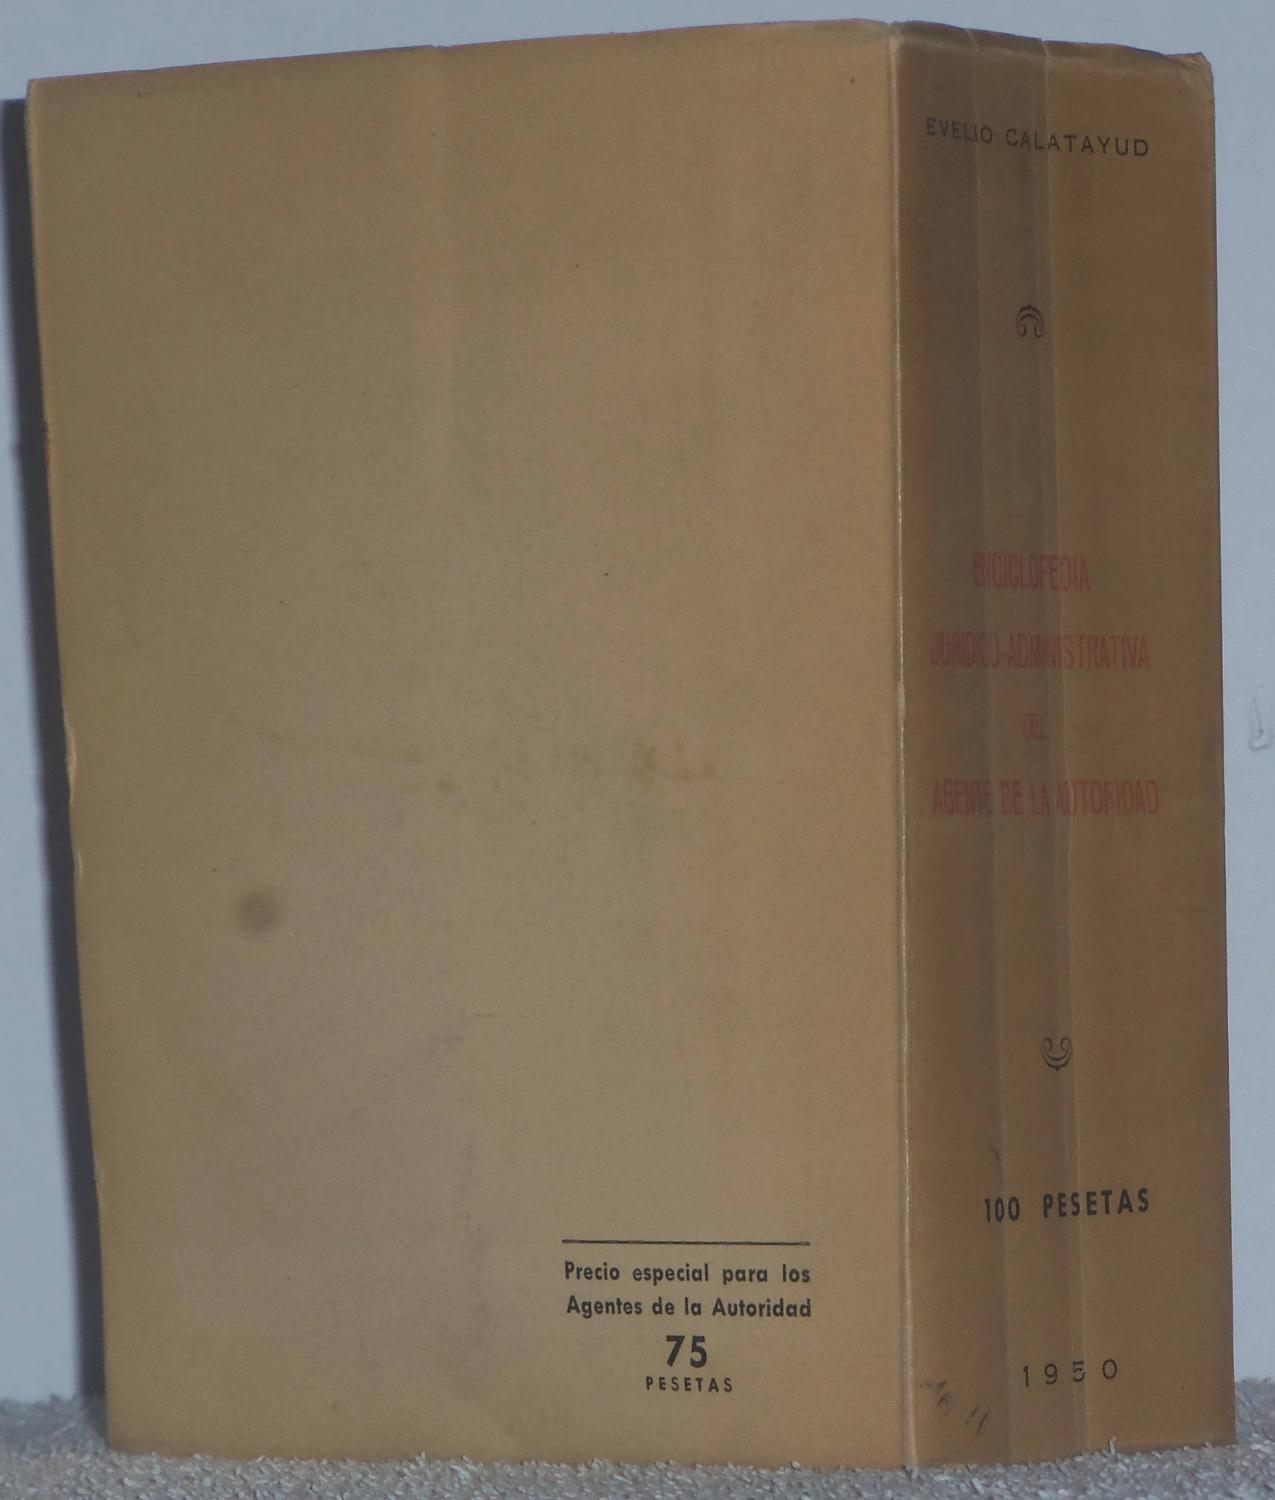 EVELIO CALATAYUD
ENCICLOPEDIA
JURIDICO-ADMINISTRATIVA
DEL
AGENTE DE LA AUTORIDAD
100 PESETAS
1950
Precio especial para los
Agentes de la Autoridad
75
PESETAS